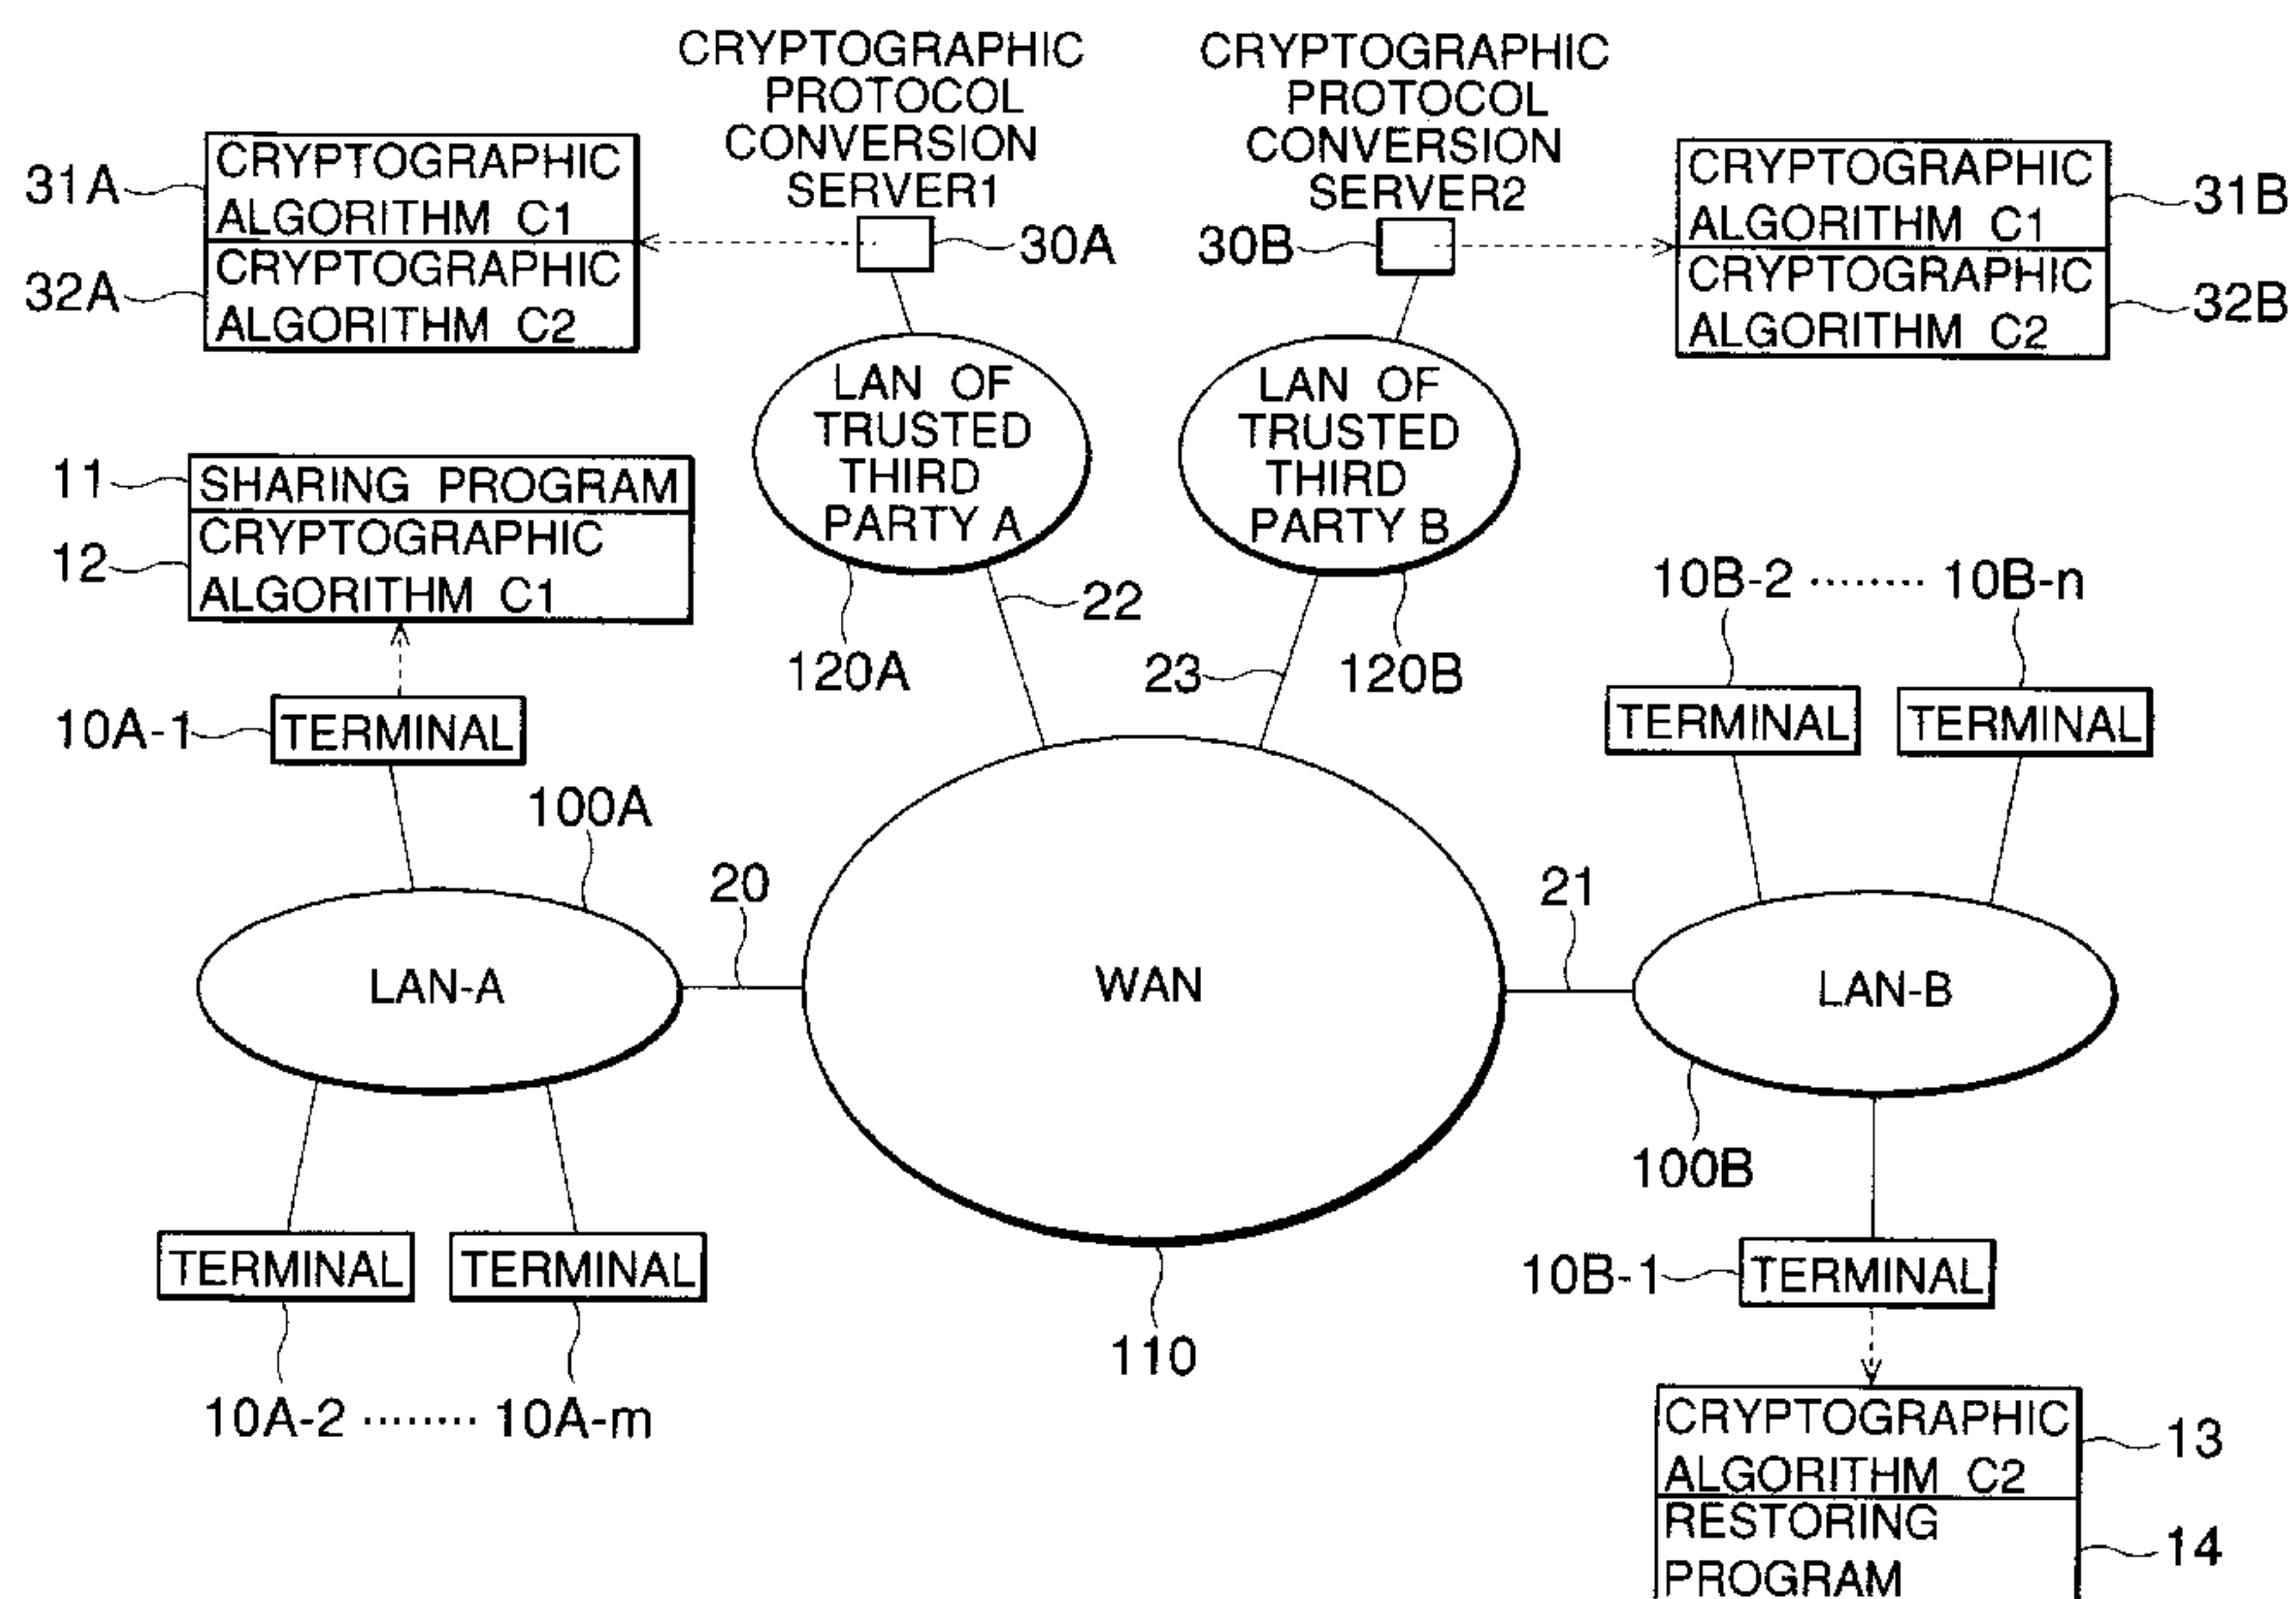 CRYPTOGRAPHIC
PROTOCOL
CONVERSION
SERVER1
CRYPTOGRAPHIC
PROTOCOL
CONVERSION
SERVER2
31A
CRYPTOGRAPHIC
ALGORITHM C1
32A
CRYPTOGRAPHIC
ALGORITHM C2
30A
30B
CRYPTOGRAPHIC
ALGORITHM C1
31B
CRYPTOGRAPHIC
ALGORITHM C2
32B
LAN OF
TRUSTED
THIRD
PARTY A
LAN OF
TRUSTED
THIRD
PARTY B
11
SHARING PROGRAM
12
CRYPTOGRAPHIC
ALGORITHM C1
22
120A
23
120B
10B-2 ........ 10B-n
10A-1
TERMINAL
TERMINAL
TERMINAL
100A
20
21
LAN-A
WAN
LAN-B
100B
TERMINAL
TERMINAL
10B-1
TERMINAL
110
10A-2 ........ 10A-m
CRYPTOGRAPHIC
ALGORITHM C2
13
RESTORING
PROGRAM
14